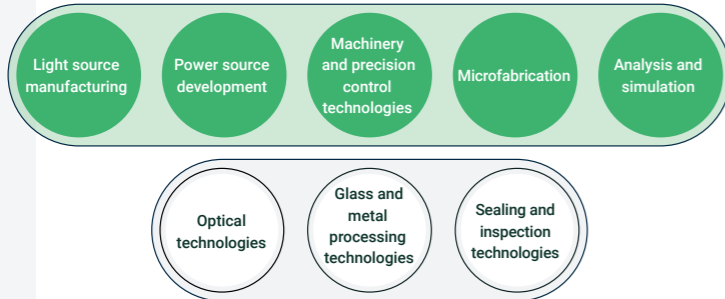 Light source
manufacturing
Power source
development
Machinery
and precision
control
technologies
Microfabrication
Analysis and
simulation
Optical
technologies
Glass and
metal
processing
technologies
Sealing and
inspection
technologies